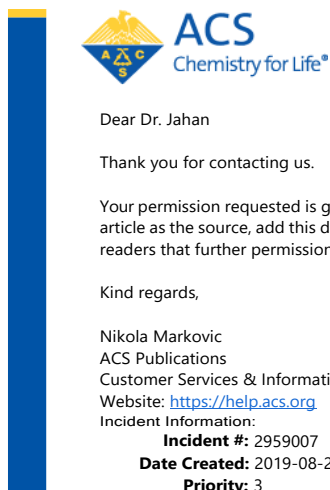 ACS
Chemistry for Life®
A C S
Dear Dr. Jahan
Thank you for contacting us.
Your permission requested is g
article as the source, add this d
readers that further permission
Kind regards,
Nikola Markovic
ACS Publications
Customer Services & Informati
Website: https://help.acs.org
Incident Information:
Incident #: 2959007
Date Created: 2019-08-2
Priority: 3